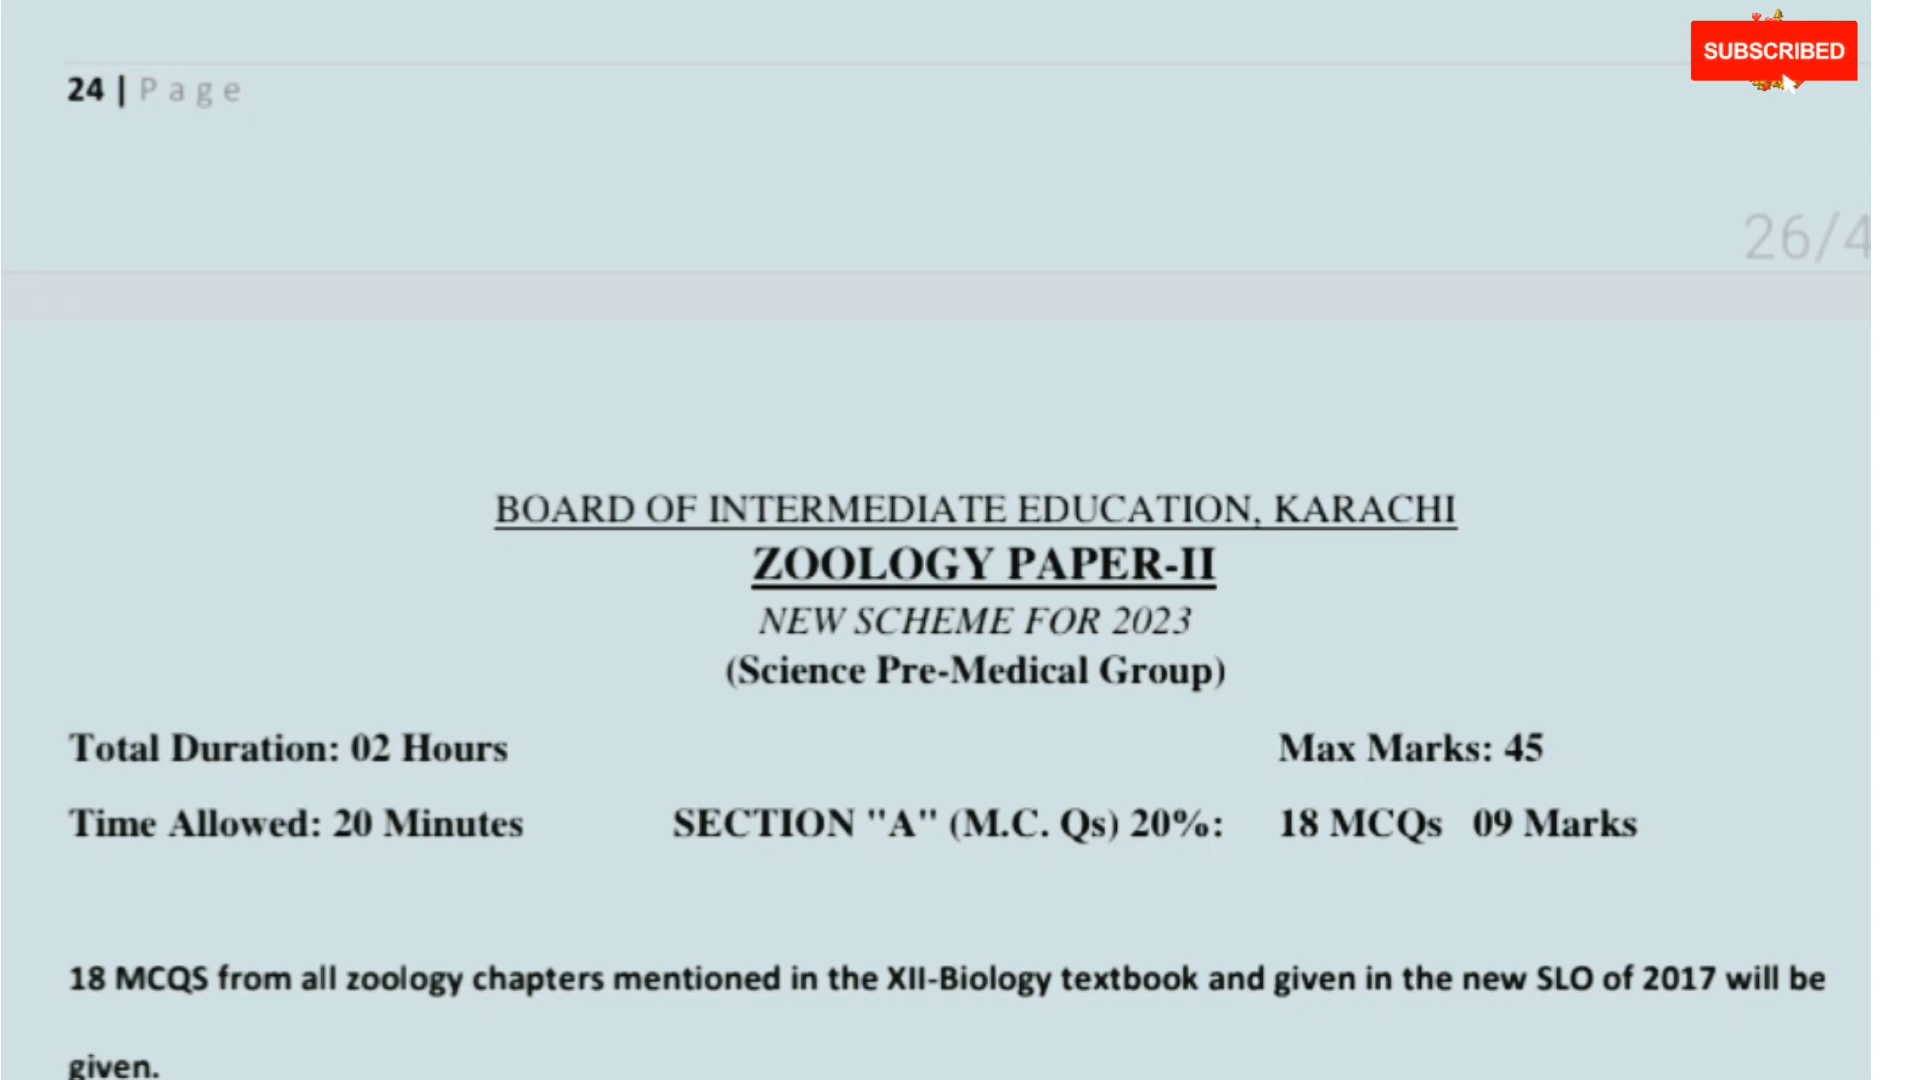 SUBSCRIBED
24 | Page
26/4
BOARD OF INTERMEDIATE EDUCATION, KARACHI
ZOOLOGY PAPER-II
NEW SCHEME FOR 2023
(Science Pre-Medical Group)
Total Duration: 02 Hours Max Marks: 45
Time Allowed: 20 Minutes SECTION "A" (M.C. Qs) 20%: 18 MCQs 09 Marks
18 MCQS from all zoology chapters mentioned in the XII-Biology textbook and given in the new SLO of 2017 will be
given.